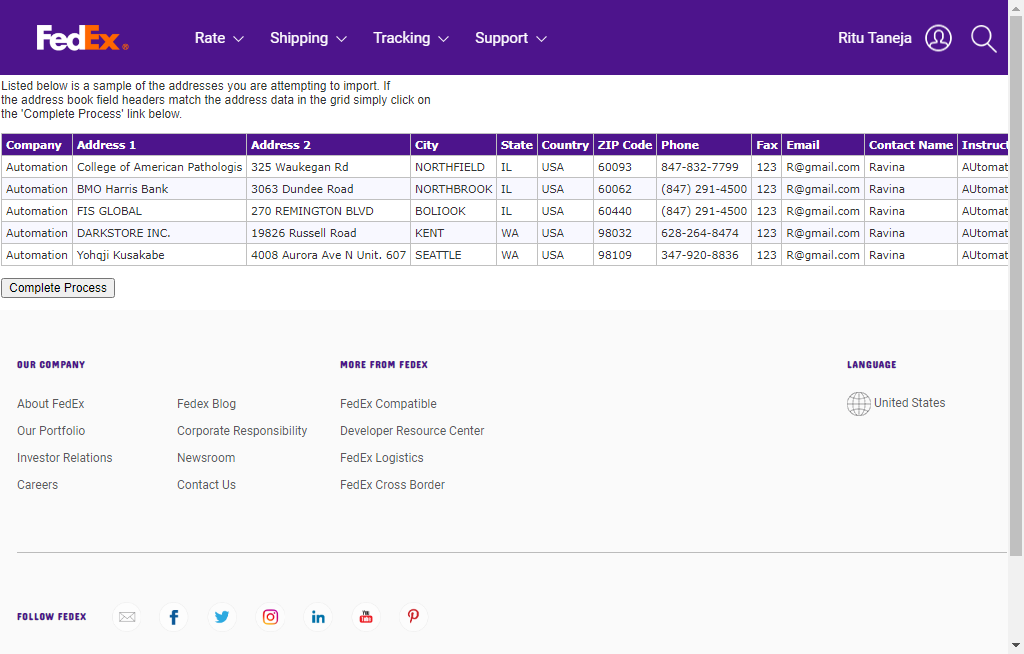 FedEx®
Rate Shipping Tracking Support Ritu Taneja
Listed below is a sample of the addresses you are attempting to import. If
the address book field headers match the address data in the grid simply click on
the 'Complete Process' link below.
Company Address 1 Address 2 City State Country ZIP Code Phone Fax Email Contact Name Instruct
Automation College of American Pathologis 325 Waukegan Rd NORTHFIELD IL USA 60093 847-832-7799 123 R@gmail.com Ravina AUtomat
Automation BMO Harris Bank 3063 Dundee Road NORTHBROOK IL USA 60062 (847) 291-4500 123 R@gmail.com Ravina AUtomat
Automation FIS GLOBAL 270 REMINGTON BLVD BOLIOOK IL USA 60440 (847) 291-4500 123 R@gmail.com Ravina AUtomat
Automation DARKSTORE INC. 19826 Russell Road KENT WA USA 98032 628-264-8474 123 R@gmail.com Ravina AUtomat
Automation Yohqji Kusakabe 4008 Aurora Ave N Unit. 607 SEATTLE WA USA 98109 347-920-8836 123 R@gmail.com Ravina AUtomat
Complete Process
OUR COMPANY MORE FROM FEDEX LANGUAGE
About FedEx Fedex Blog FedEx Compatible United States
Our Portfolio Corporate Responsibility Developer Resource Center
Investor Relations Newsroom FedEx Logistics
Careers Contact Us FedEx Cross Border
FOLLOW FEDEX